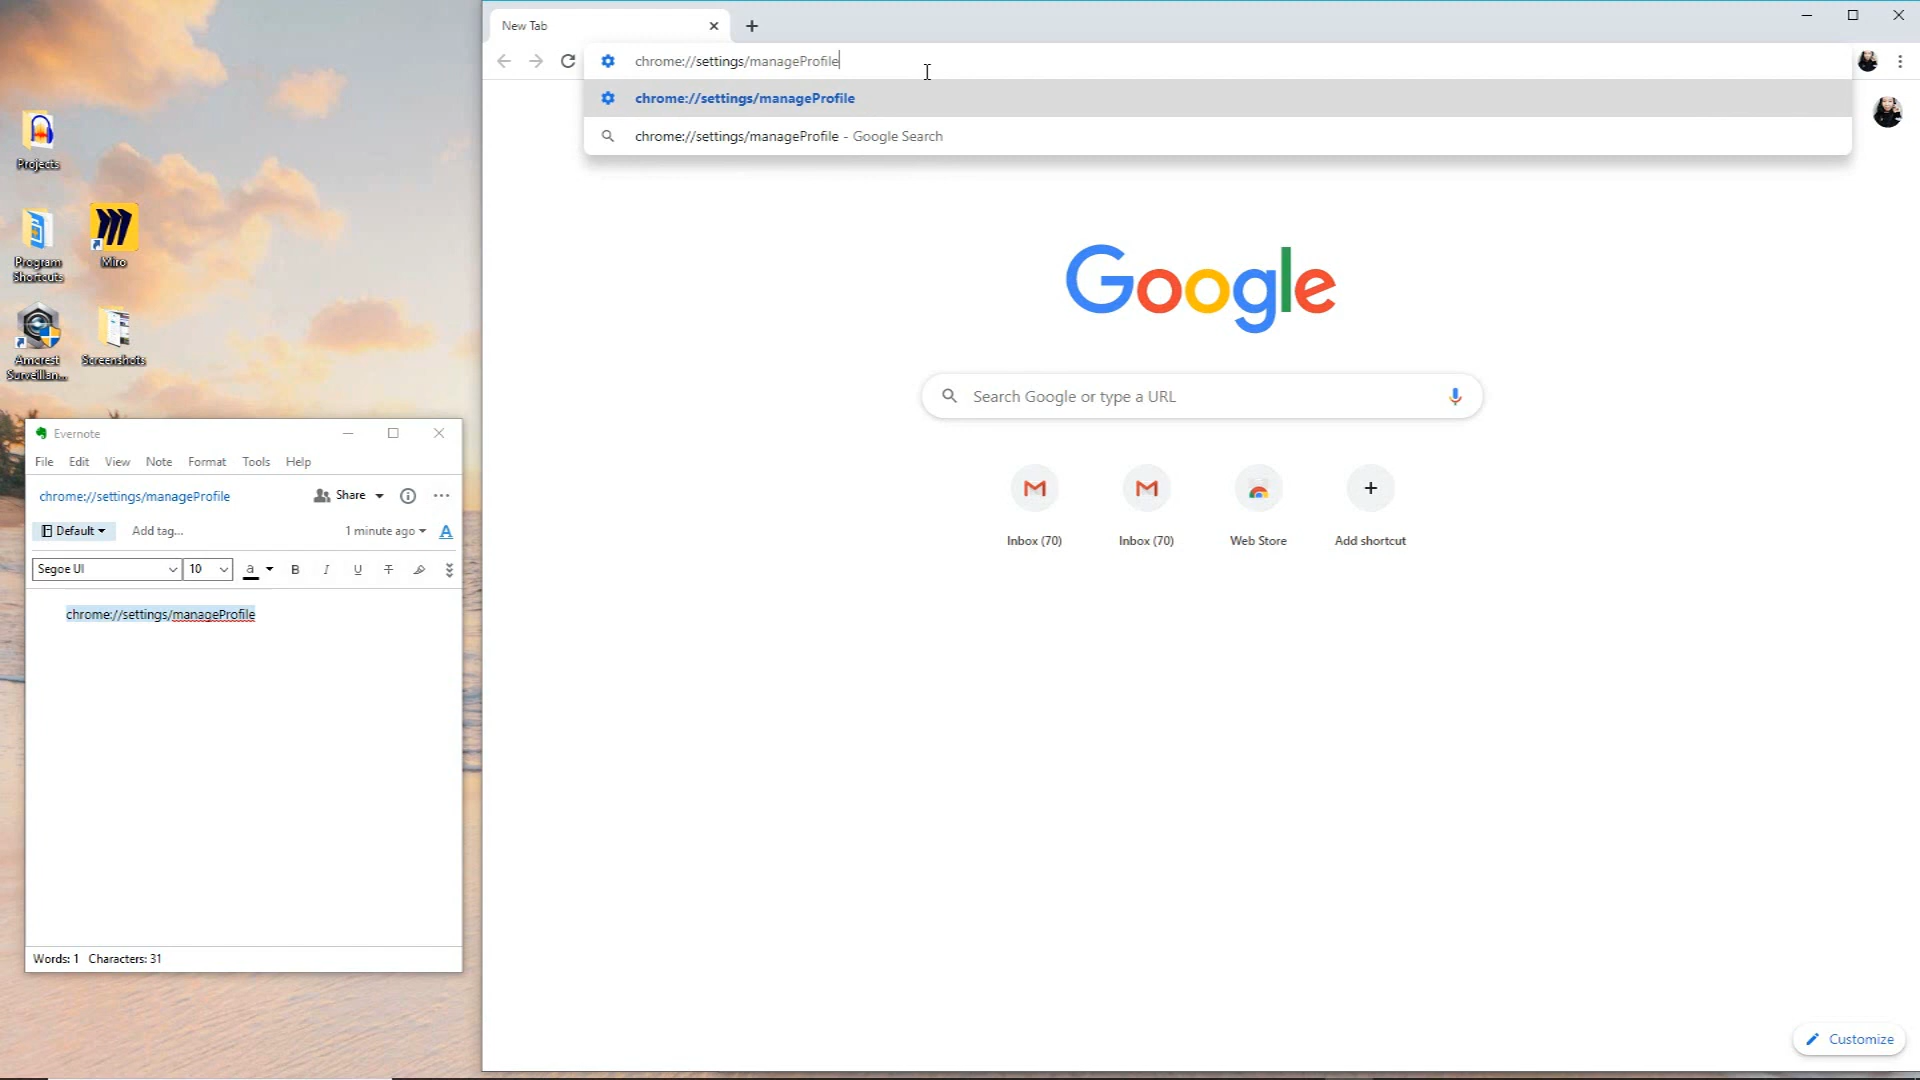 New Tab
chrome://settings/manageProfile
chrome://settings/manageProfile
chrome://settings/manageProfile - Google Search
Projects
Program
Shortcuts
Miro
Amcrest
Surveillan...
Screenshots
Google
Search Google or type a URL
Inbox (70)
Inbox (70)
Web Store
Add shortcut
Evernote
File Edit View Note Format Tools Help
chrome://settings/manageProfile
Share
Default
Add tag...
1 minute ago
A
Segoe UI
10
a
B
I
U
T
chrome://settings/manageProfile
Words: 1 Characters: 31
Customize